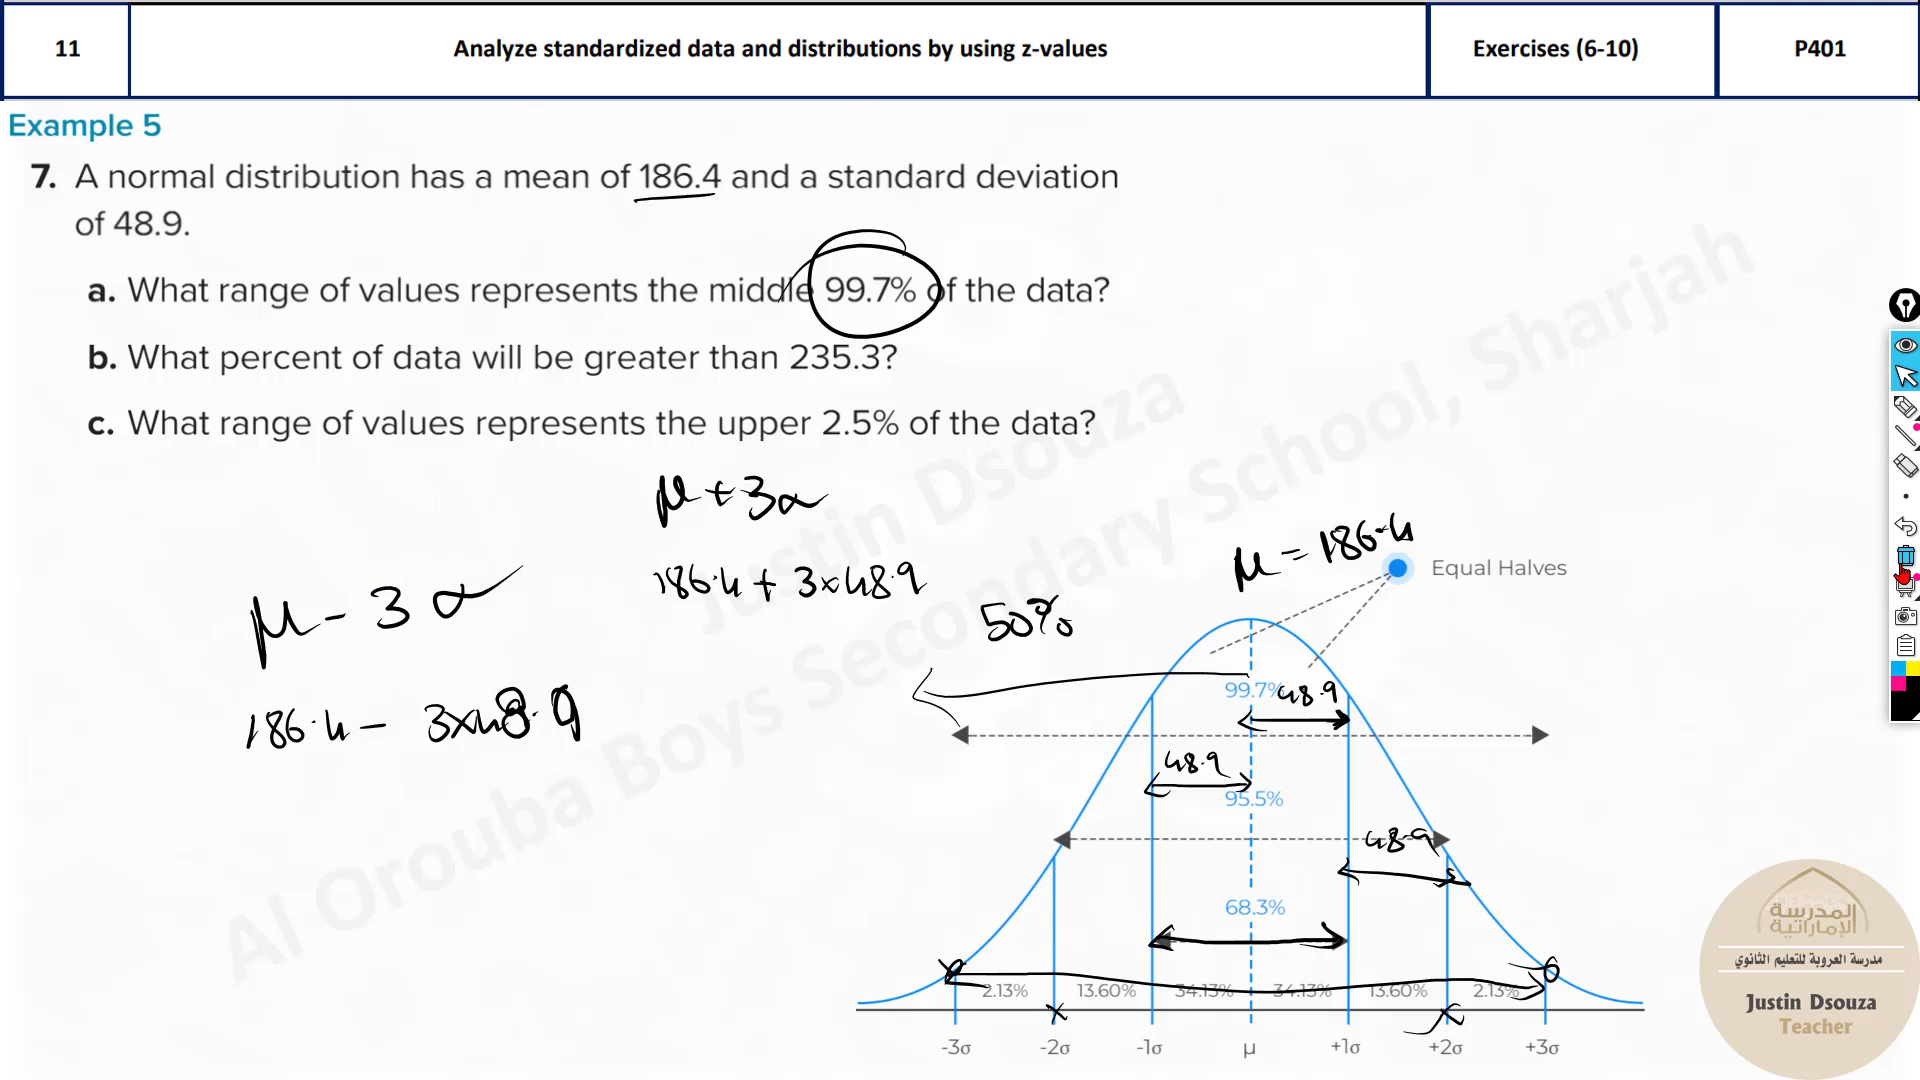 11 Analyze standardized data and distributions by using z-values Exercises (6-10) P401
Example 5
7. A normal distribution has a mean of 186.4 and a standard deviation
of 48.9.
a. What range of values represents the middle 99.7% of the data?
b. What percent of data will be greater than 235.3?
c. What range of values represents the upper 2.5% of the data?
μ + 3α
μ = 186.4
Equal Halves
μ - 3α
186.4 + 3×48.9
50%
99.7%
48.9
186.4 - 3×48.9
48.9
95.5%
48.9
68.3%
2.13% 13.60% 34.13% 34.13% 13.60% 2.13%
-3σ -2σ -1σ μ +1σ +2σ +3σ
Justin Dsouza
Al Orouba Boys Secondary School, Sharjah
المدرسة
الإماراتية
مدرسة العروبة للتعليم الثانوي
Justin Dsouza
Teacher